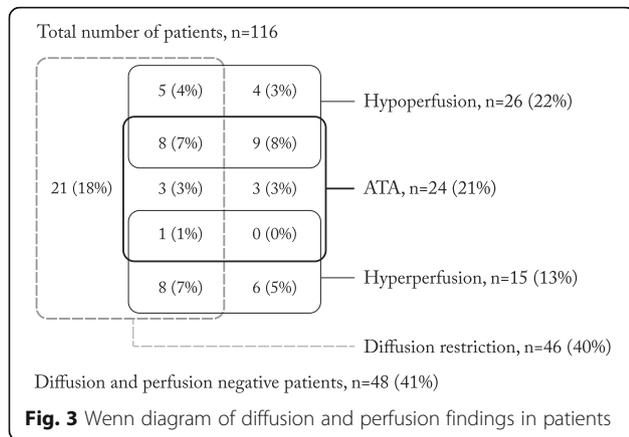 Total number of patients, n=116
5 (4%) 4 (3%)
Hypoperfusion, n=26 (22%)
8 (7%) 9 (8%)
21 (18%) 3 (3%) 3 (3%) ATA, n=24 (21%)
1 (1%) 0 (0%)
Hyperperfusion, n=15 (13%)
8 (7%) 6 (5%)
Diffusion restriction, n=46 (40%)
Diffusion and perfusion negative patients, n=48 (41%)
Fig. 3 Wenn diagram of diffusion and perfusion findings in patients